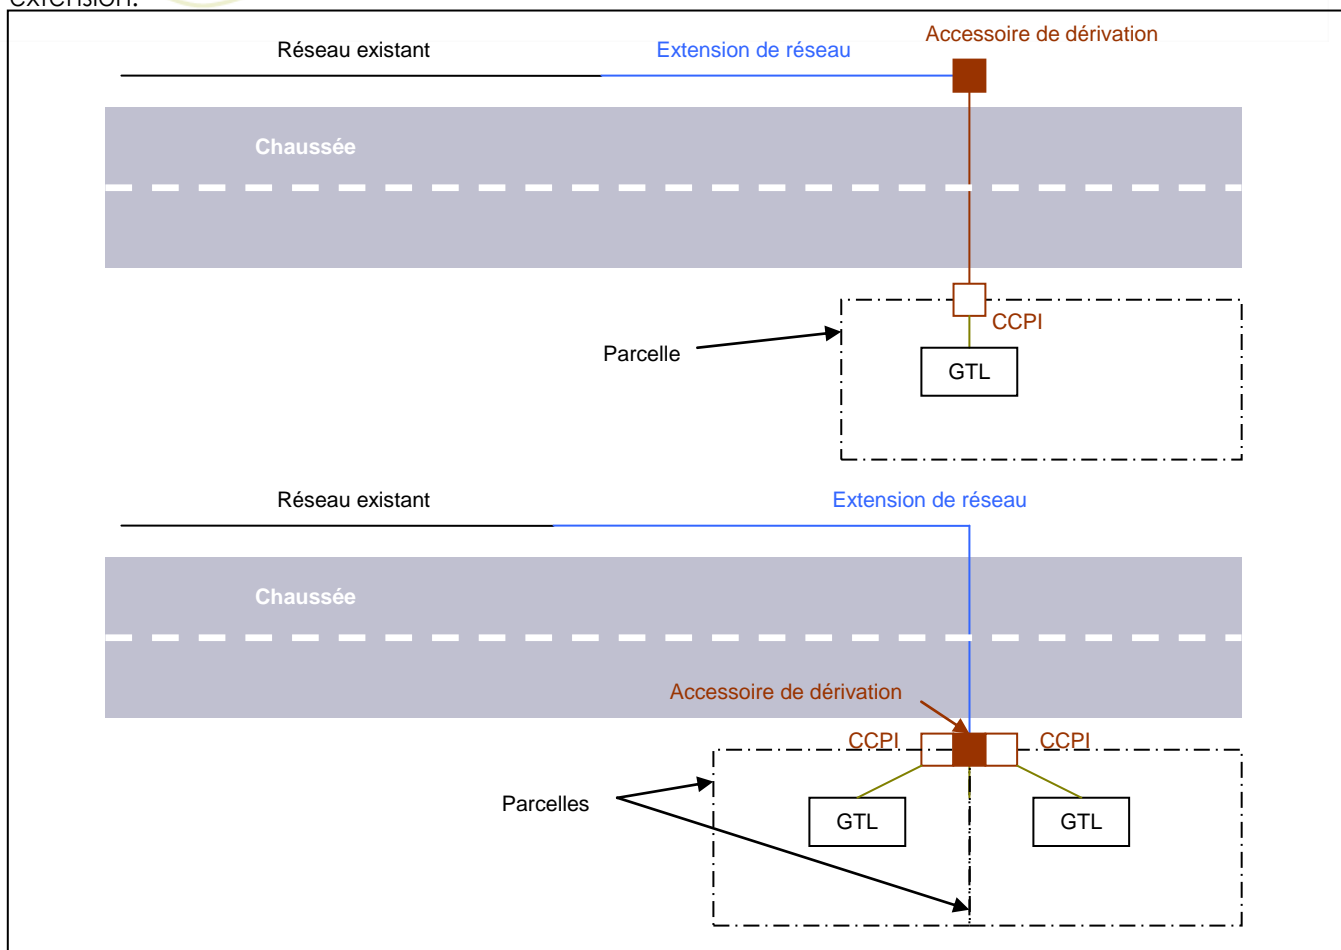 extension.
Réseau existant
Extension de réseau
Accessoire de dérivation
Chaussée
CCPI
Parcelle
GTL
Réseau existant
Extension de réseau
Chaussée
Accessoire de dérivation
CCPI
CCPI
Parcelles
GTL
GTL